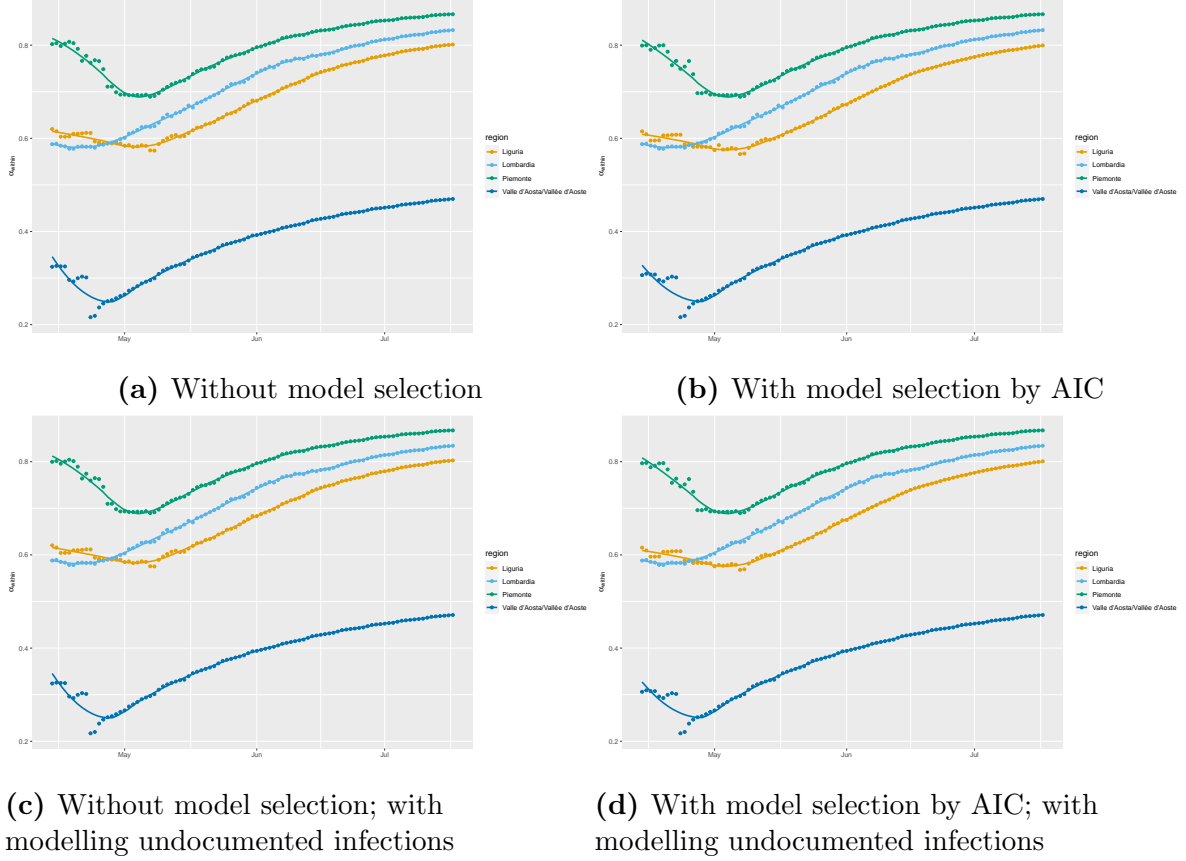 0.8
0.6
0.4
0.2
αwithin
May
Jun
Jul
region
Liguria
Lombardia
Piemonte
Valle d'Aosta/Vallée d'Aoste
(a) Without model selection
0.8
0.6
0.4
0.2
αwithin
May
Jun
Jul
region
Liguria
Lombardia
Piemonte
Valle d'Aosta/Vallée d'Aoste
(b) With model selection by AIC
0.8
0.6
0.4
0.2
αwithin
May
Jun
Jul
region
Liguria
Lombardia
Piemonte
Valle d'Aosta/Vallée d'Aoste
(c) Without model selection; with
modelling undocumented infections
0.8
0.6
0.4
0.2
αwithin
May
Jun
Jul
region
Liguria
Lombardia
Piemonte
Valle d'Aosta/Vallée d'Aoste
(d) With model selection by AIC; with
modelling undocumented infections